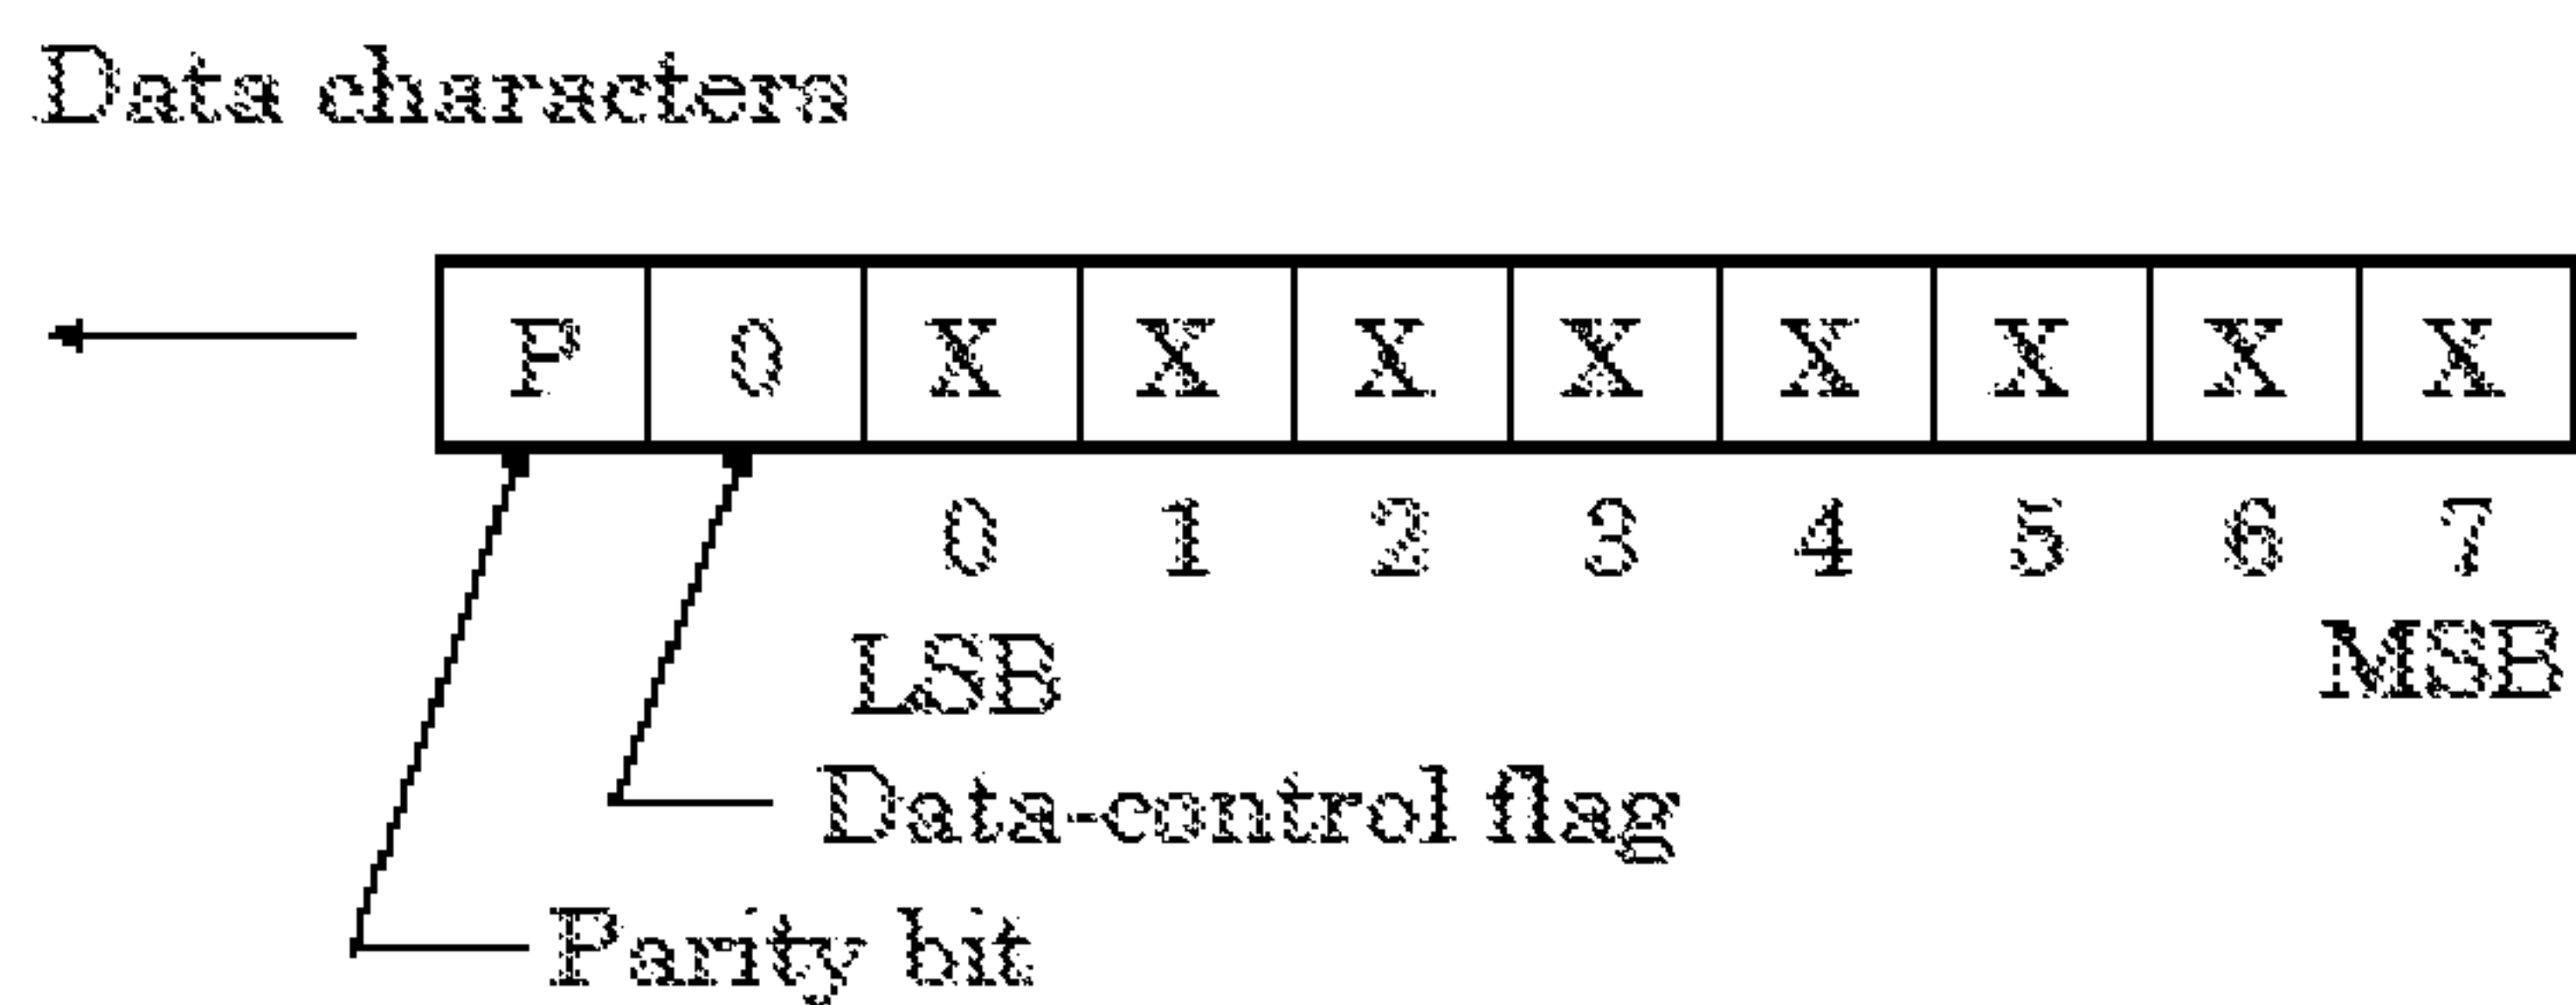 Data characters
P 0 X X X X X X X X
0 1 2 3 4 5 6 7
LSB MSB
Data-control flag
Parity bit